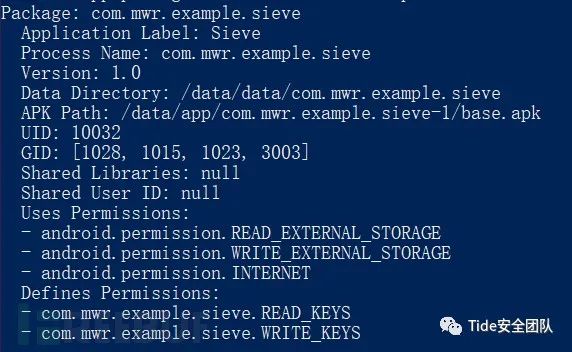 Package: com.mwr.example.sieve
Application Label: Sieve
Process Name: com.mwr.example.sieve
Version: 1.0
Data Directory: /data/data/com.mwr.example.sieve
APK Path: /data/app/com.mwr.example.sieve-1/base.apk
UID: 10032
GID: [1028, 1015, 1023, 3003]
Shared Libraries: null
Shared User ID: null
Uses Permissions:
- android.permission.READ_EXTERNAL_STORAGE
- android.permission.WRITE_EXTERNAL_STORAGE
- android.permission.INTERNET
Defines Permissions:
- com.mwr.example.sieve.READ_KEYS
- com.mwr.example.sieve.WRITE_KEYS
Tide安全团队